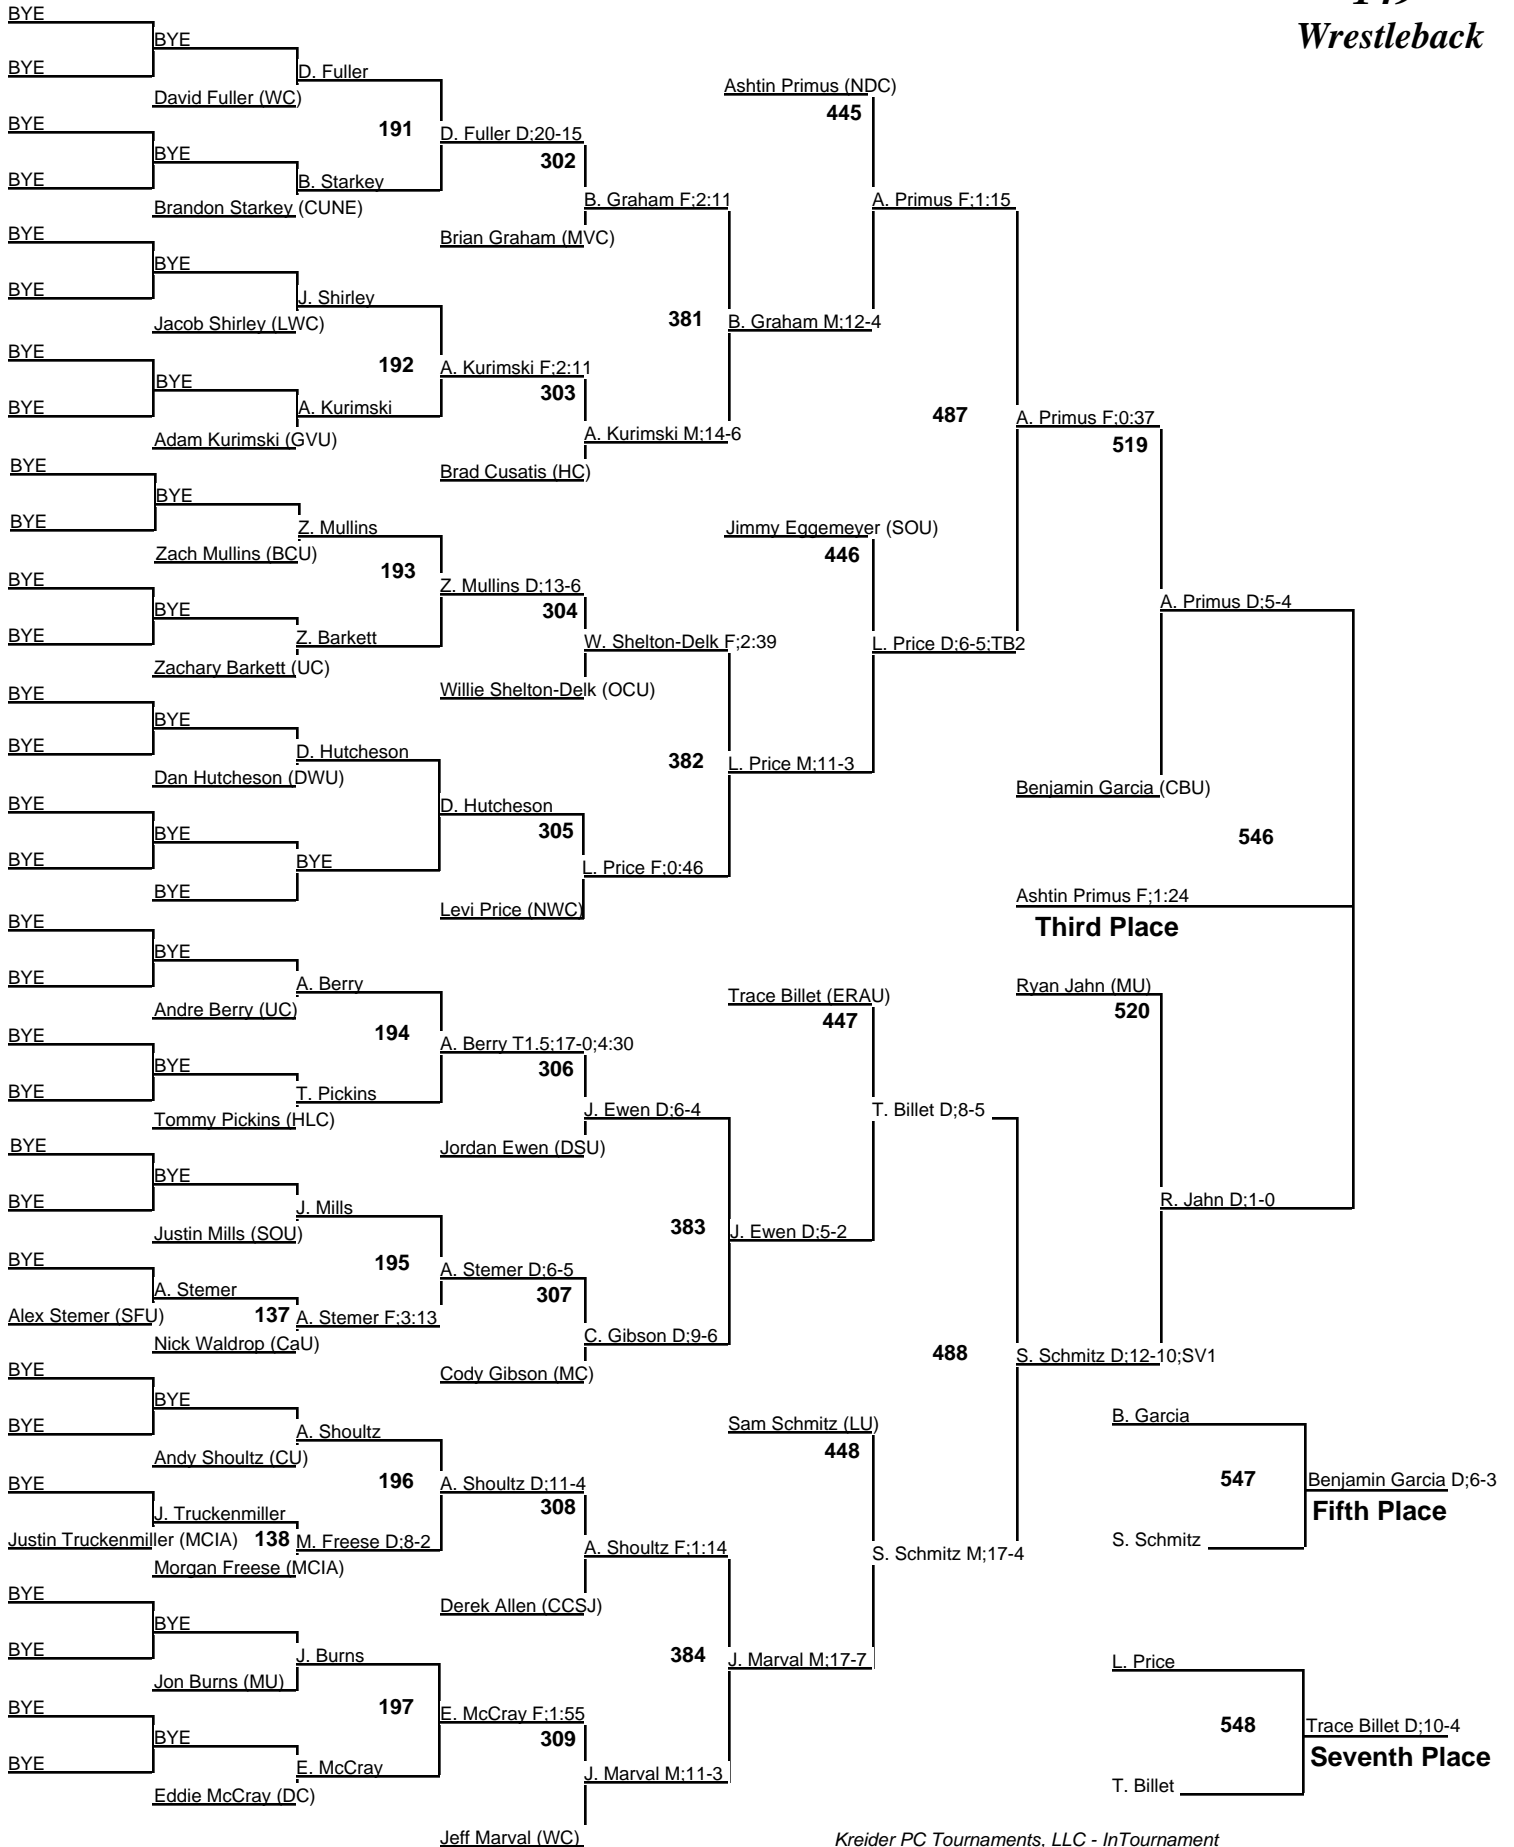 Wrestleback
BYE
BYE
BYE
D. Fuller
BYE
David Fuller (WC)
191
D. Fuller D;20-15
302
BYE
BYE
BYE
B. Starkey
Brandon Starkey (CUNE)
B. Graham F;2:11
Brian Graham (MVC)
Ashtin Primus (NDC)
445
A. Primus F;1:15
BYE
BYE
BYE
J. Shirley
Jacob Shirley (LWC)
381
B. Graham M;12-4
BYE
192
A. Kurimski F;2:11
303
BYE
BYE
A. Kurimski
Adam Kurimski (GVU)
A. Kurimski M;14-6
Brad Cusatis (HC)
487
A. Primus F;0:37
519
BYE
BYE
BYE
Z. Mullins
Zach Mullins (BCU)
193
Z. Mullins D;13-6
304
Jimmy Eggemeyer (SOU)
446
BYE
BYE
BYE
Z. Barkett
Zachary Barkett (UC)
W. Shelton-Delk F;2:39
Willie Shelton-Delk (OCU)
L. Price D;6-5;TB2
A. Primus D;5-4
BYE
BYE
BYE
D. Hutcheson
Dan Hutcheson (DWU)
382
L. Price M;11-3
D. Hutcheson
305
Benjamin Garcia (CBU)
546
BYE
BYE
BYE
BYE
BYE
L. Price F;0:46
Levi Price (NWC)
Ashtin Primus F;1:24
Third Place
BYE
BYE
BYE
A. Berry
Andre Berry (UC)
194
A. Berry T1.5;17-0;4:30
306
Trace Billet (ERAU)
447
Ryan Jahn (MU)
520
BYE
BYE
BYE
T. Pickins
Tommy Pickins (HLC)
J. Ewen D;6-4
Jordan Ewen (DSU)
T. Billet D;8-5
BYE
BYE
BYE
J. Mills
Justin Mills (SOU)
383
J. Ewen D;5-2
R. Jahn D;1-0
195
A. Stemer D;6-5
307
BYE
A. Stemer
Alex Stemer (SFU)
137
A. Stemer F;3:13
Nick Waldrop (CaU)
C. Gibson D;9-6
Cody Gibson (MC)
488
S. Schmitz D;12-10;SV1
BYE
BYE
BYE
A. Shoultz
Andy Shoultz (CU)
196
A. Shoultz D;11-4
308
Sam Schmitz (LU)
448
B. Garcia
547
Benjamin Garcia D;6-3
Fifth Place
S. Schmitz
BYE
J. Truckenmiller
Justin Truckenmiller (MCIA)
138
M. Freese D;8-2
Morgan Freese (MCIA)
A. Shoultz F;1:14
Derek Allen (CCSJ)
S. Schmitz M;17-4
BYE
BYE
BYE
J. Burns
Jon Burns (MU)
384
J. Marval M;17-7
L. Price
197
E. McCray F;1:55
309
548
Trace Billet D;10-4
Seventh Place
BYE
BYE
BYE
E. McCray
Eddie McCray (DC)
J. Marval M;11-3
T. Billet
Jeff Marval (WC)
Kreider PC Tournaments, LLC - InTournament